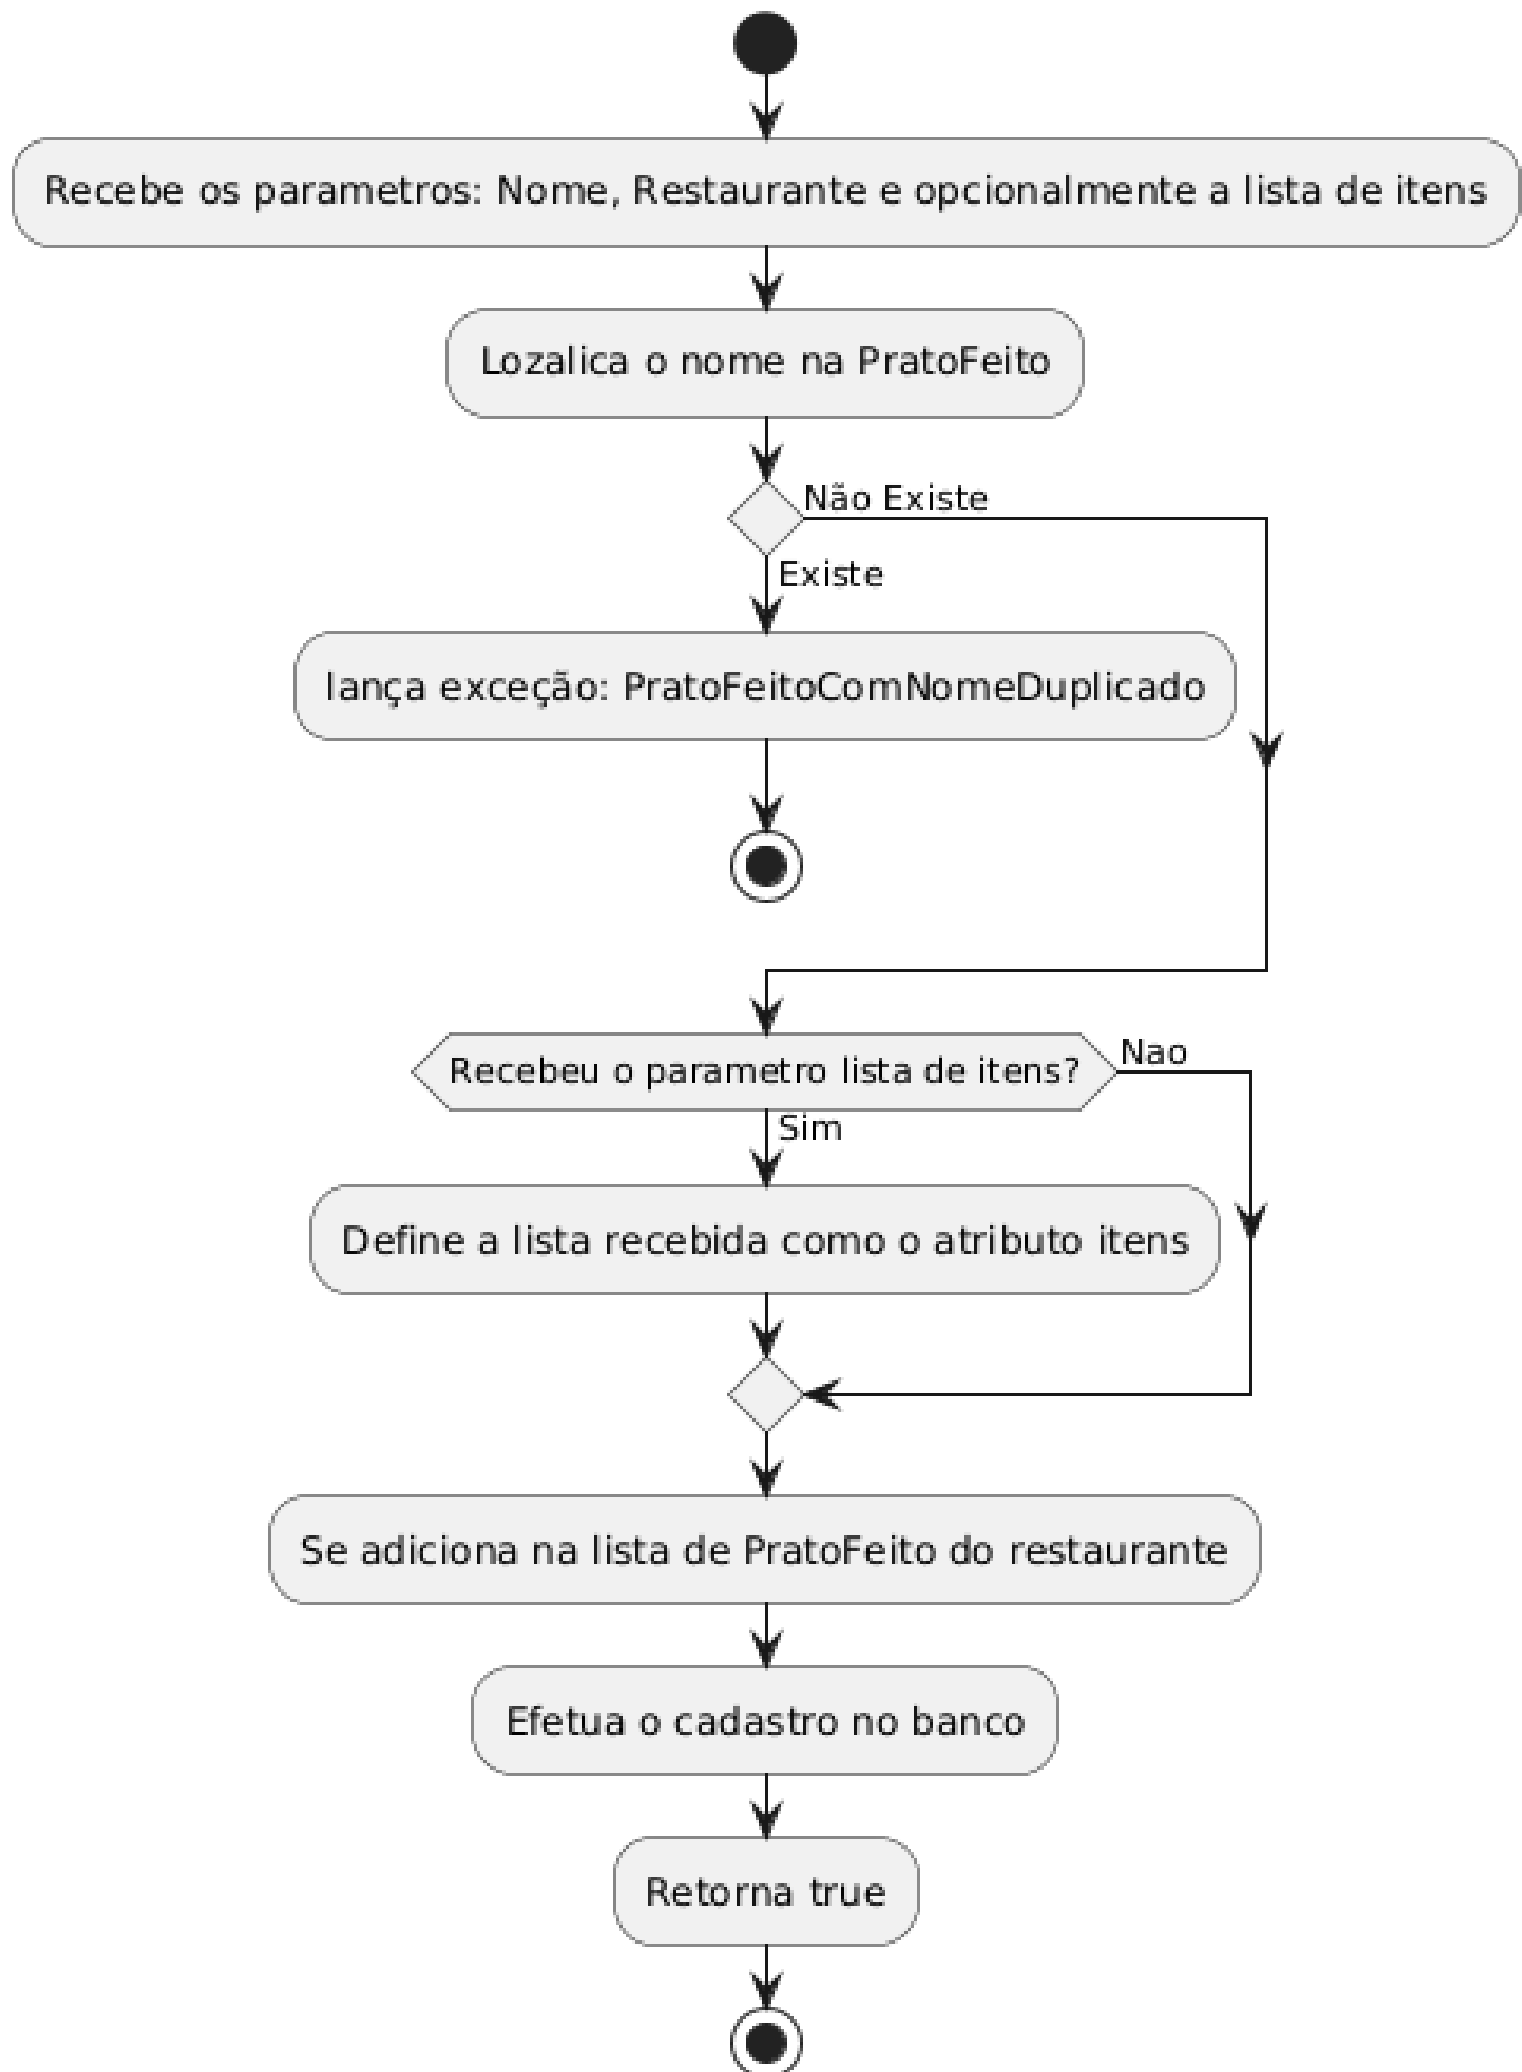 Recebe os parametros: Nome, Restaurante e opcionalmente a lista de itens
Lozalica o nome na PratoFeito
Não Existe
Existe
lança exceção: PratoFeitoComNomeDuplicado
Recebeu o parametro lista de itens?
Nao
Sim
Define a lista recebida como o atributo itens
Se adiciona na lista de PratoFeito do restaurante
Efetua o cadastro no banco
Retorna true